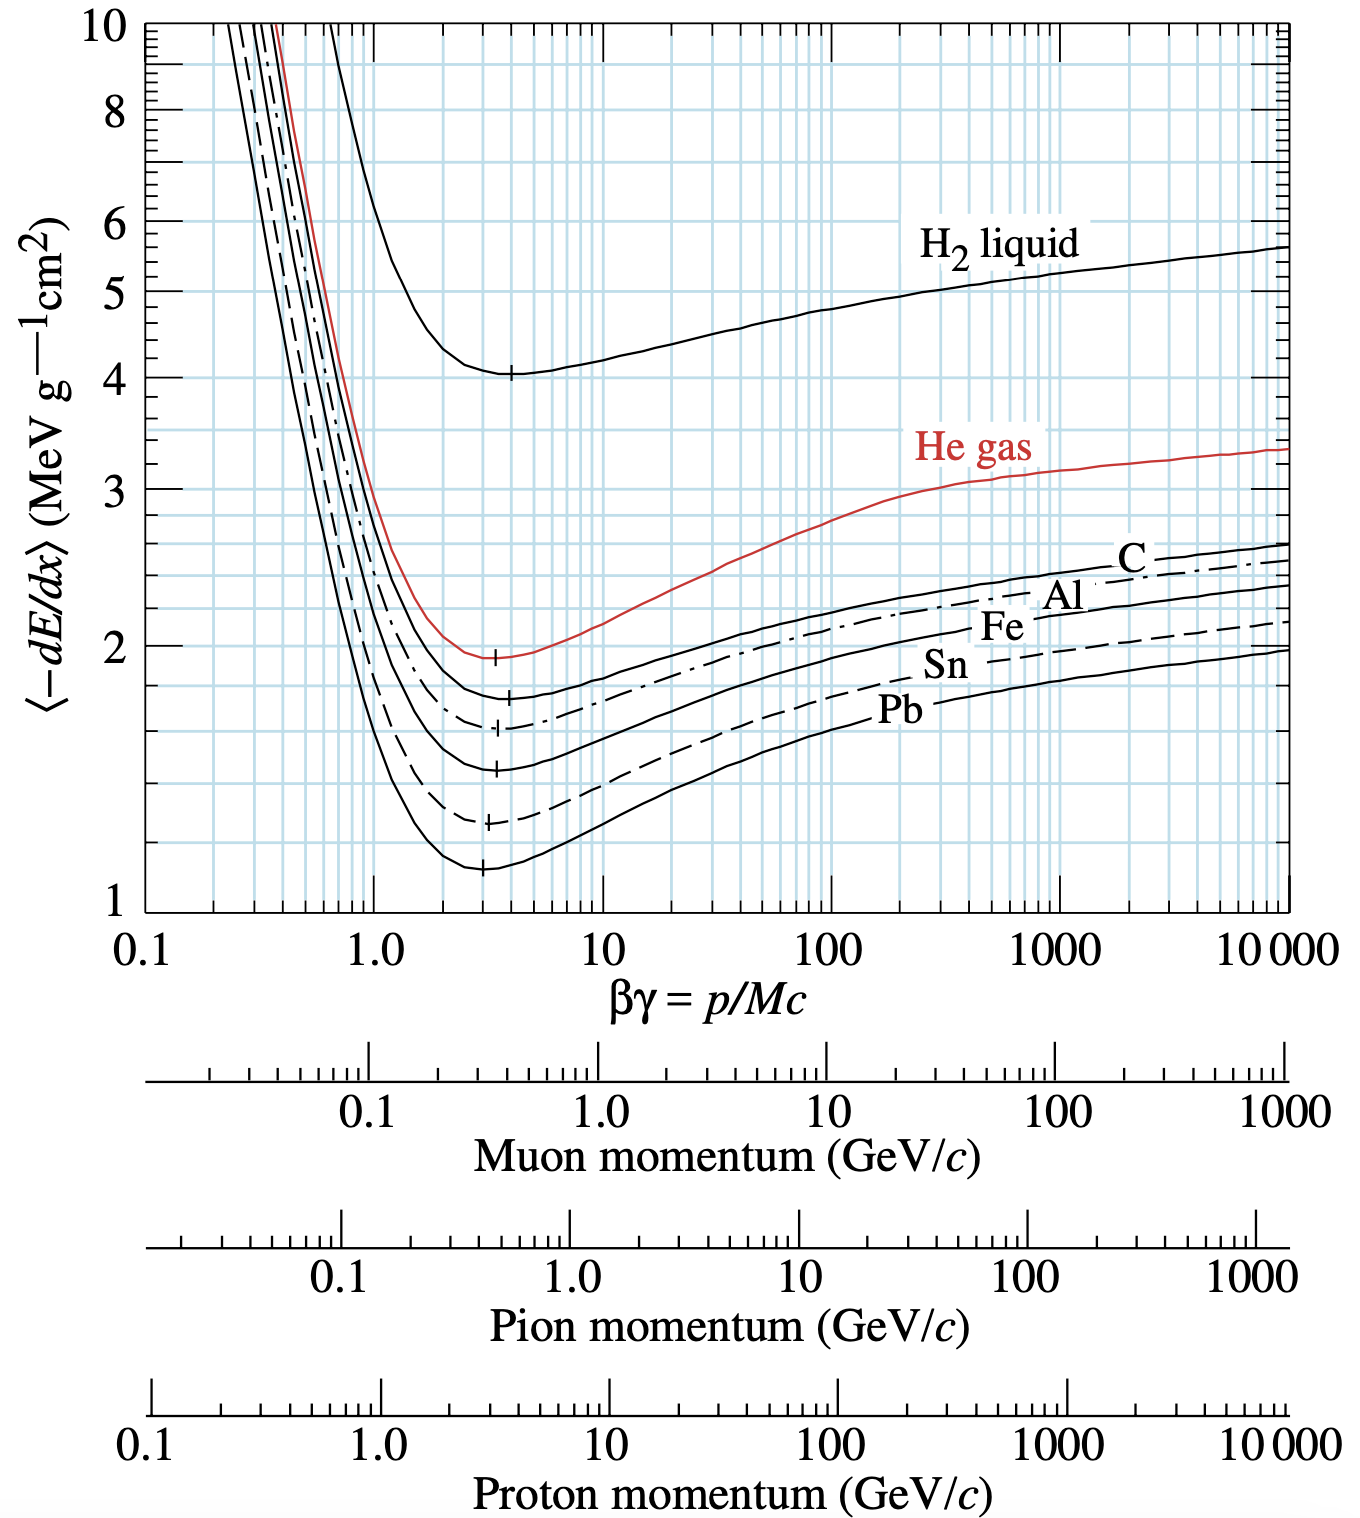 10
8
6
5
4
3
2
1
⟨−dE/dx⟩ (MeV g—1cm2)
H2 liquid
He gas
C
Al
Fe
Sn
Pb
0.1 1.0 10 100 1000 10 000
βγ = p/Mc
0.1 1.0 10 100 1000
Muon momentum (GeV/c)
0.1 1.0 10 100 1000
Pion momentum (GeV/c)
0.1 1.0 10 100 1000 10 000
Proton momentum (GeV/c)